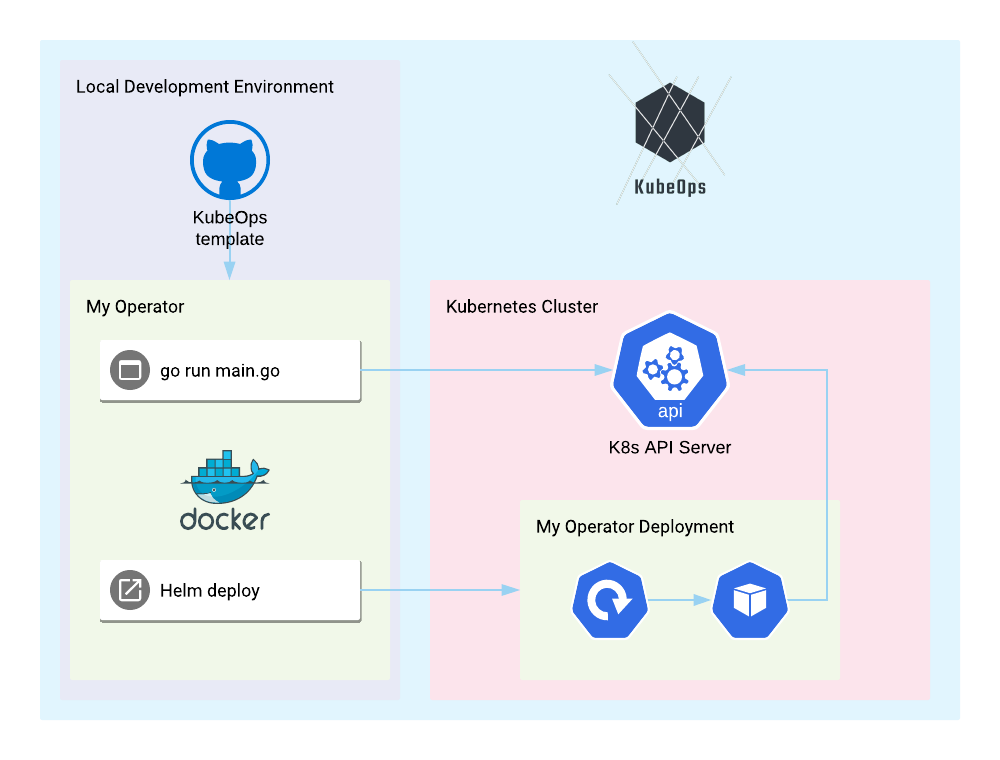 Local Development Environment
KubeOps
KubeOps
template
My Operator
Kubernetes Cluster
go run main.go
api
K8s API Server
docker
My Operator Deployment
Helm deploy